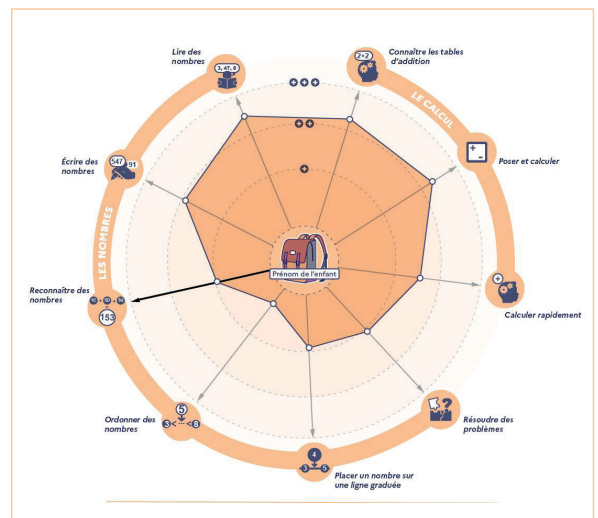 Lire des
nombres
3, 47, 8
Connaître les tables
d'addition
2+2
LE CALCUL
Écrire des
nombres
547
91
Poser et calculer
LES NOMBRES
Prénom de l'enfant
Reconnaître des
nombres
153
Calculer rapidement
Ordonner des
nombres
5
3< ··· <8
Résoudre des
problèmes
4
3
5
Placer un nombre sur
une ligne graduée